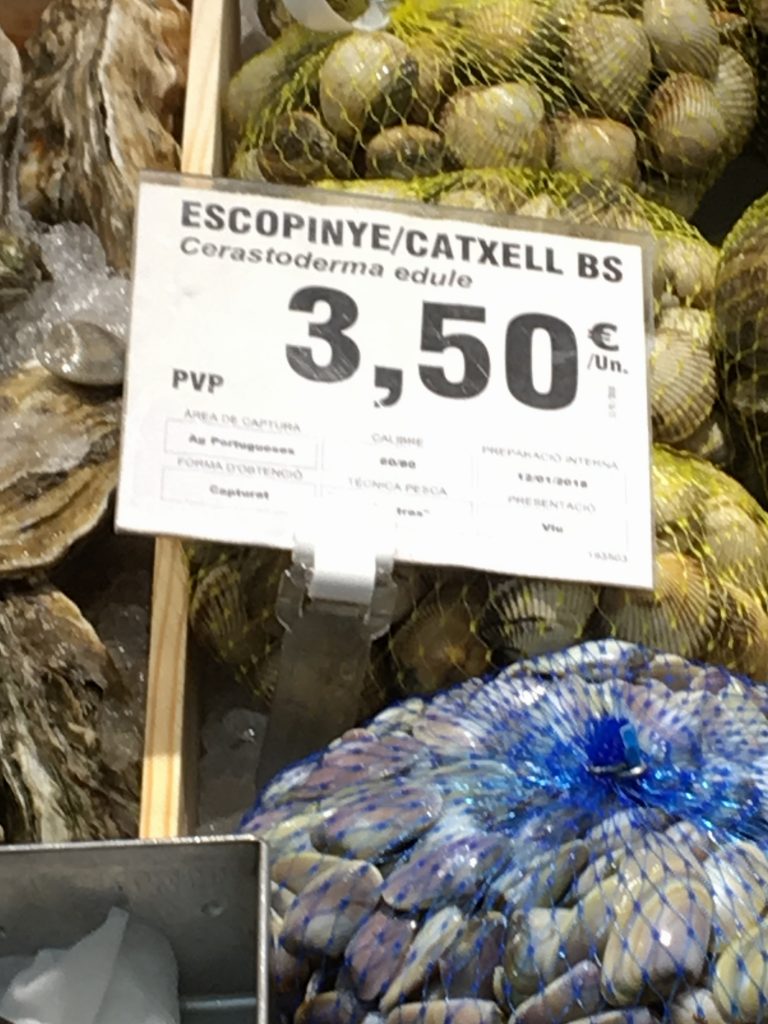 ESCOPINYE/CATXELL BS
Cerastoderma edule
3,50 €
/Un.
PVP
ÀREA DE CAPTURA
Ag Portugueses
CALIBRE
60/80
PREPARACIÓ INTERNA
12/01/2018
FORMA D'OBTENCIÓ
Capturat
TÈCNICA PESCA
PRESENTACIÓ
Viu